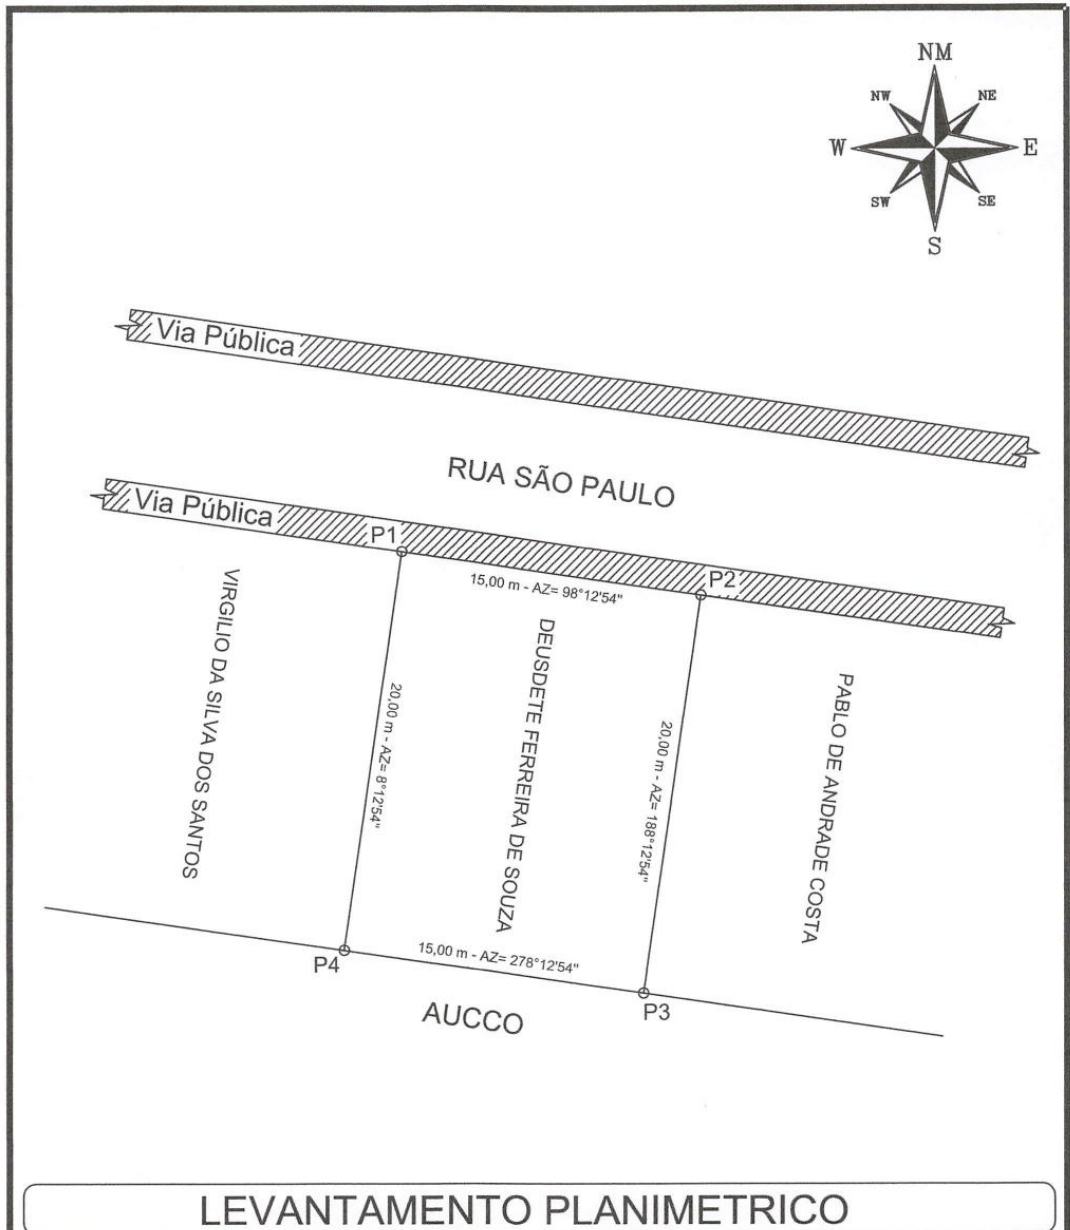 NM
NW
NE
W
E
SW
SE
S
Via Pública
RUA SÃO PAULO
Via Pública
P1
P2
15,00 m - AZ= 98°12'54"
VIRGILIO DA SILVA DOS SANTOS
20,00 m - AZ= 8°12'54"
DEUSDETE FERREIRA DE SOUZA
20,00 m - AZ= 188°12'54"
PABLO DE ANDRADE COSTA
15,00 m - AZ= 278°12'54"
P4
P3
AUCCO
LEVANTAMENTO PLANIMETRICO